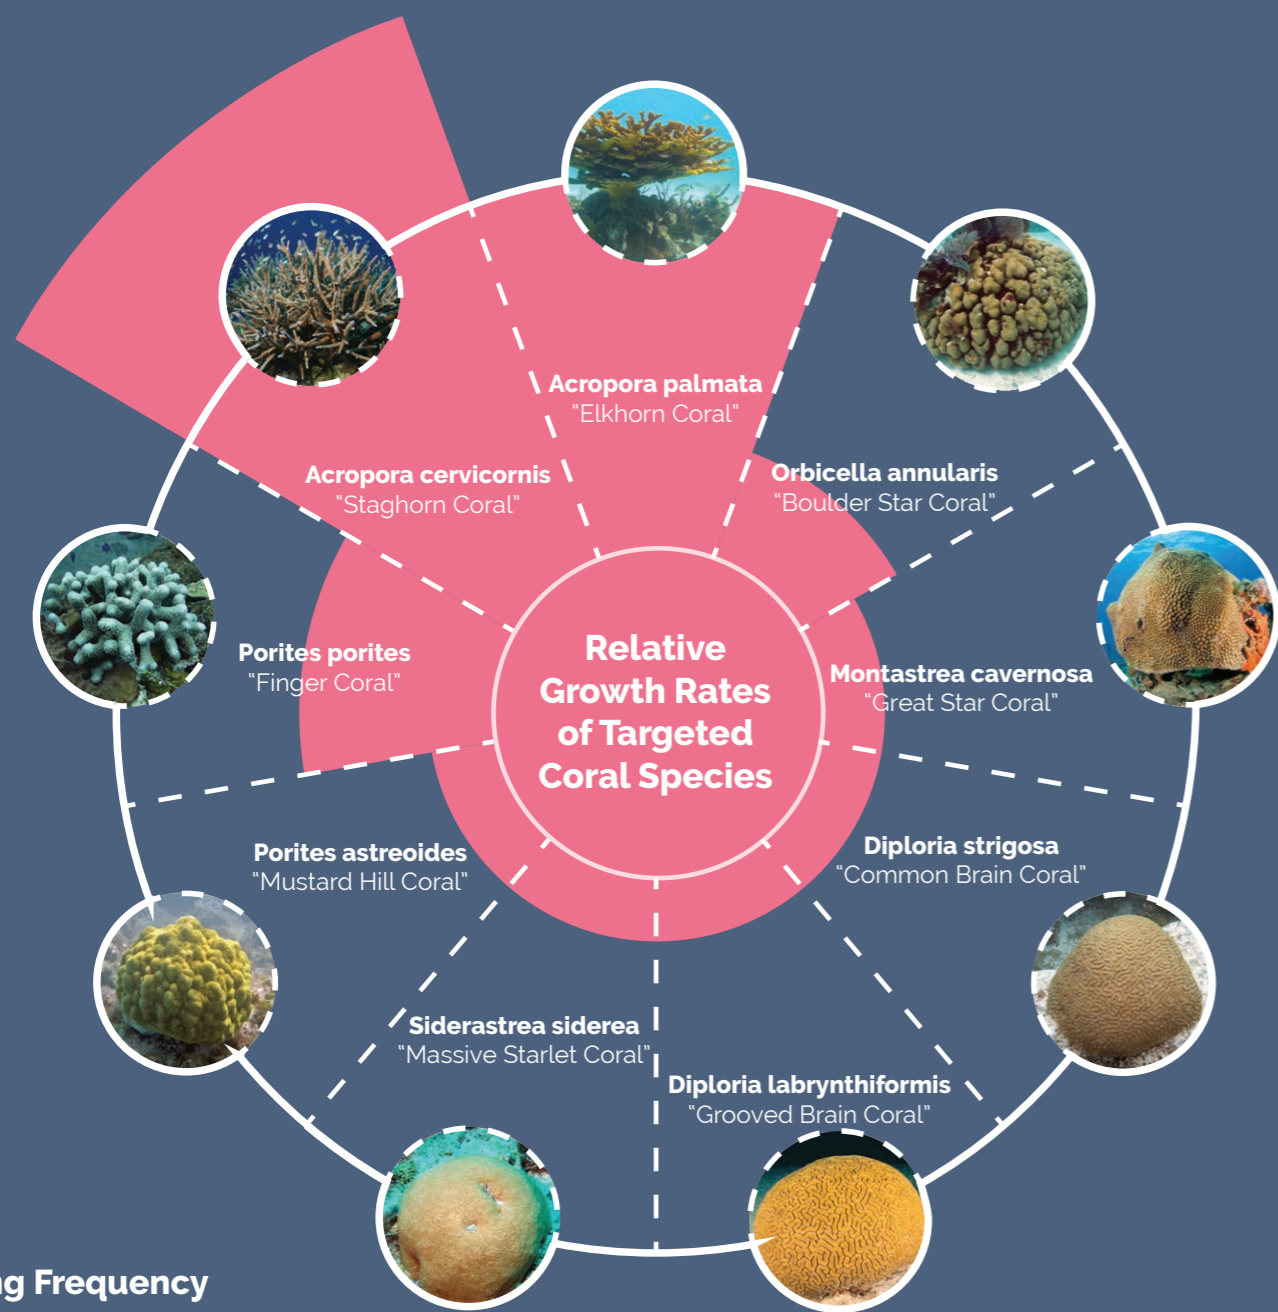 Acropora palmata
“Elkhorn Coral”
Acropora cervicornis
“Staghorn Coral”
Orbicella annularis
“Boulder Star Coral”
Porites porites
“Finger Coral”
Relative
Growth Rates
of Targeted
Coral Species
Montastrea cavernosa
“Great Star Coral”
Porites astreoides
“Mustard Hill Coral”
Diploria strigosa
“Common Brain Coral”
Siderastrea siderea
“Massive Starlet Coral”
Diploria labrynthiformis
“Grooved Brain Coral”
ng Frequency